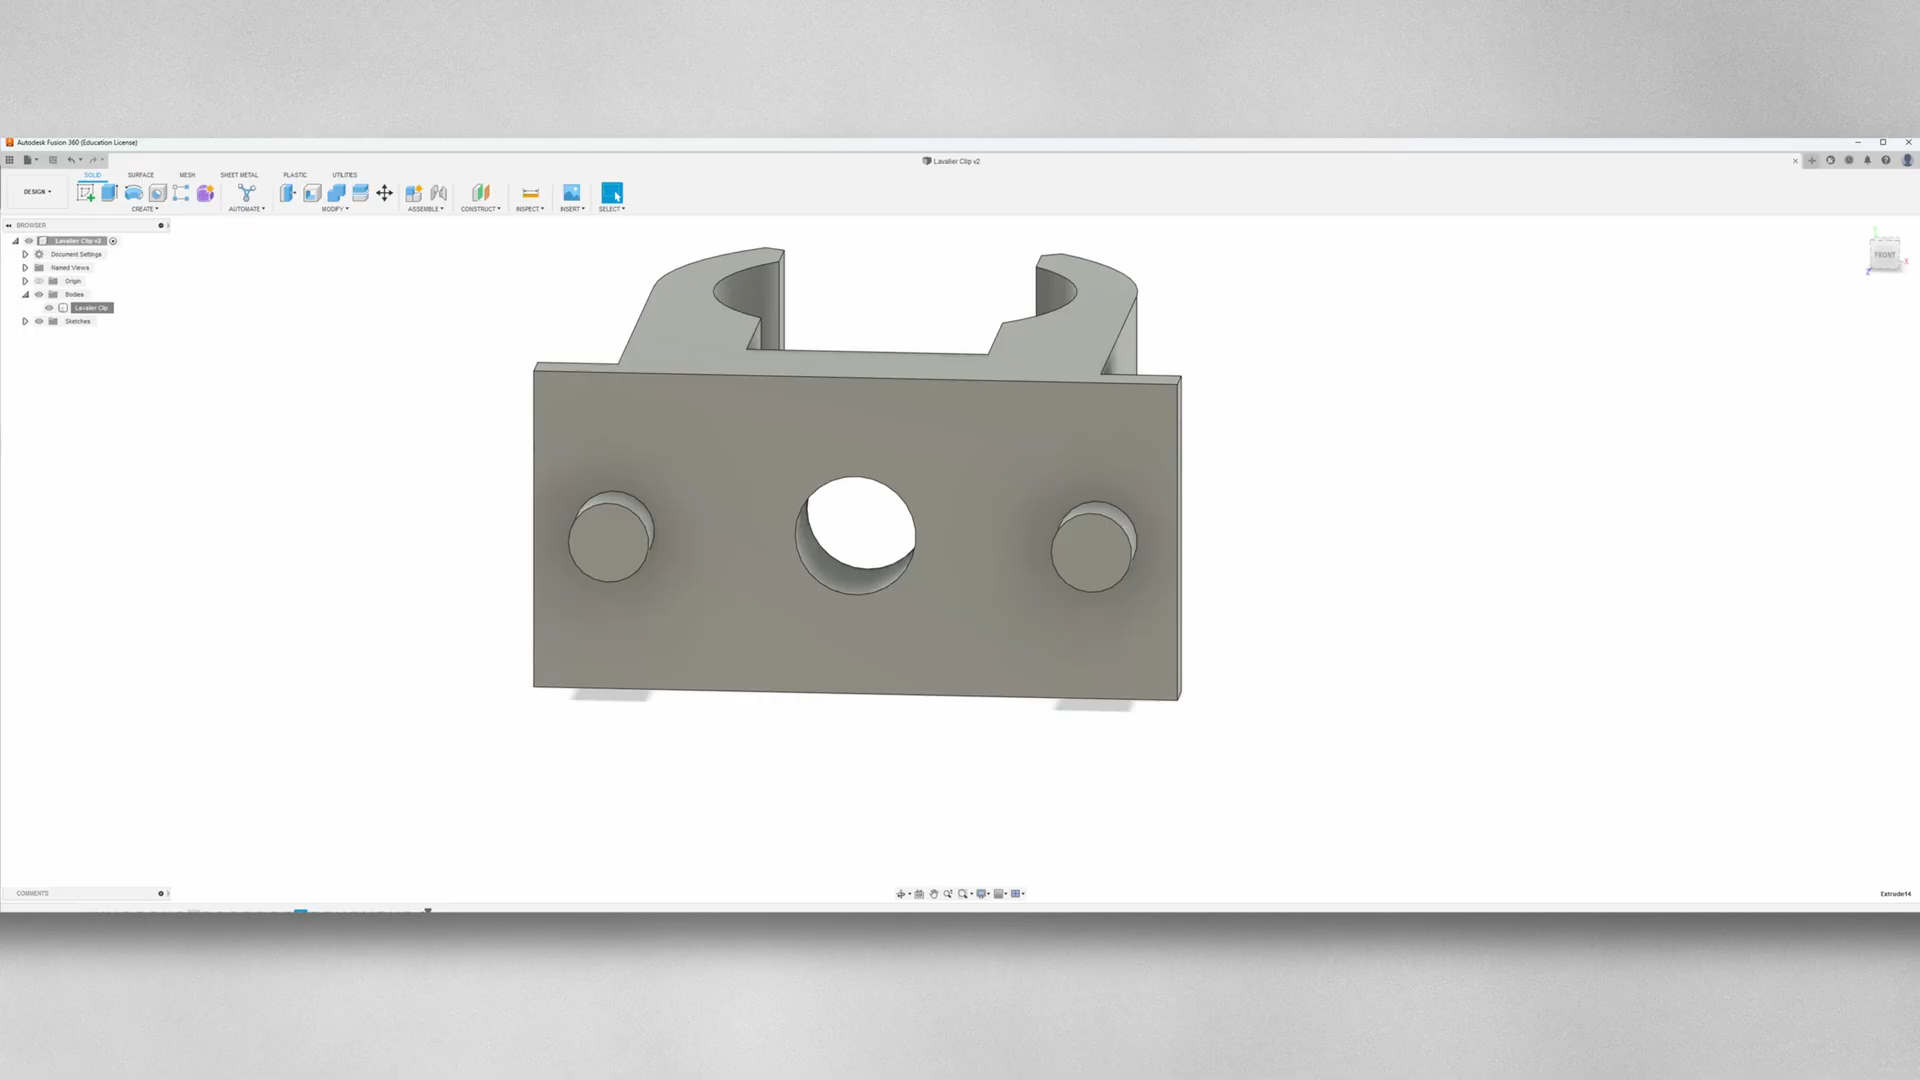 Autodesk Fusion 360 (Education License)
Lavalier Clip v2
SOLID SURFACE MESH SHEET METAL PLASTIC UTILITIES
DESIGN
CREATE AUTOMATE MODIFY ASSEMBLE CONSTRUCT INSPECT INSERT SELECT
BROWSER
Lavalier Clip v2
Document Settings
Named Views
Origin
Bodies
Lavalier Clip
Sketches
FRONT
X
Z
COMMENTS
Extrude14